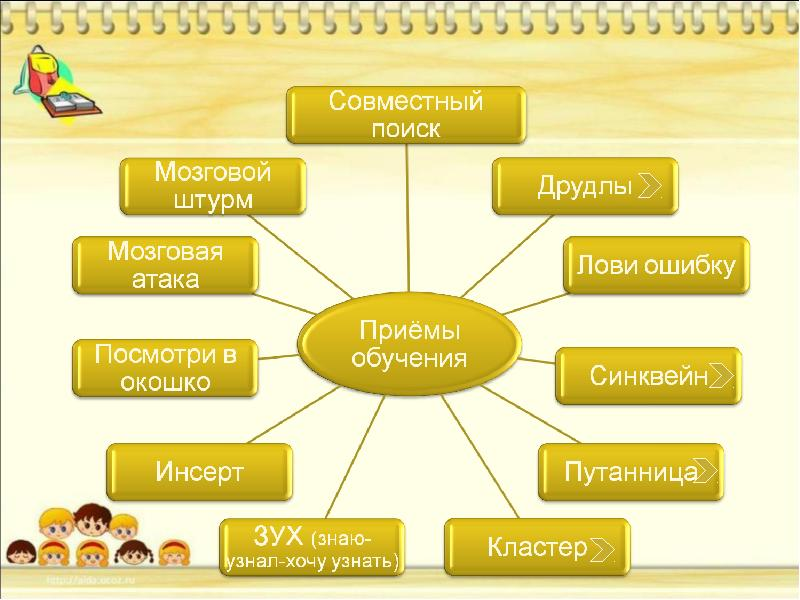 Совместный
поиск
Мозговой
штурм
Друдлы
Мозговая
атака
Лови ошибку
Приёмы
обучения
Посмотри в
окошко
Синквейн
Инсерт
Путанница
ЗУХ (знаю-
узнал-хочу узнать)
Кластер
http://aida.ucoz.ru